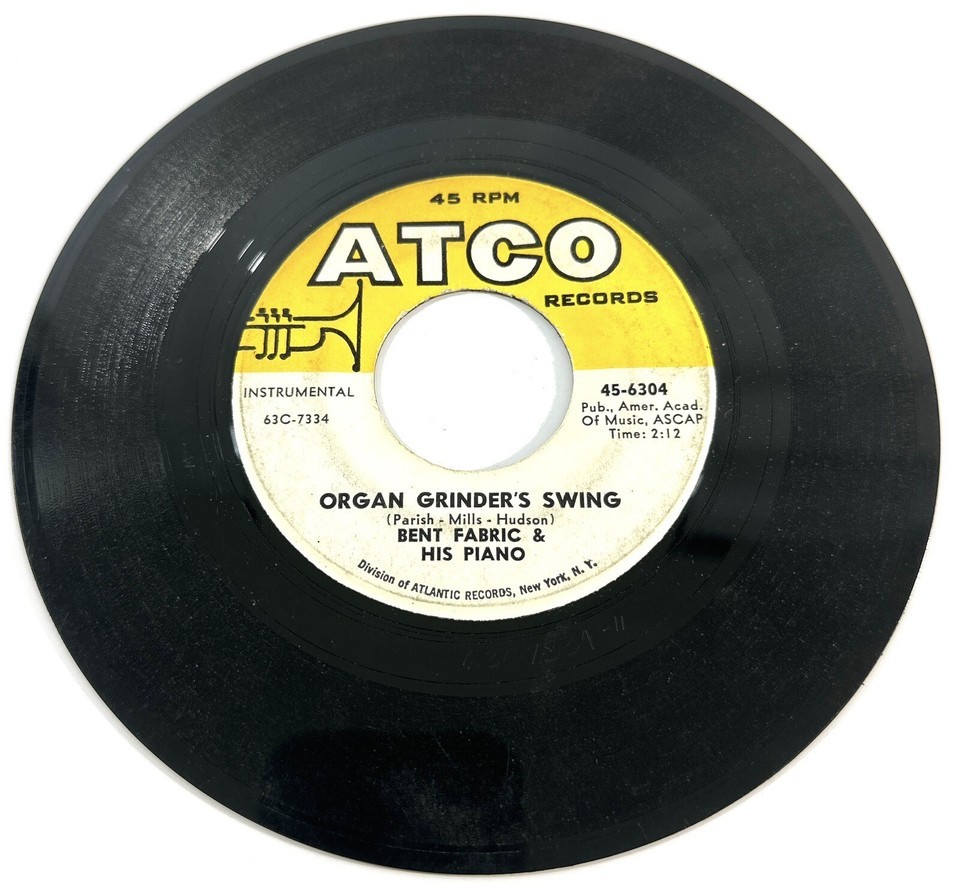 45 RPM
ATCO
RECORDS
INSTRUMENTAL
63C-7334
45-6304
Pub., Amer. Acad.
Of Music, ASCAP
Time: 2:12
ORGAN GRINDER'S SWING
(Parish - Mills - Hudson)
BENT FABRIC &
HIS PIANO
Division of ATLANTIC RECORDS, New York, N. Y.